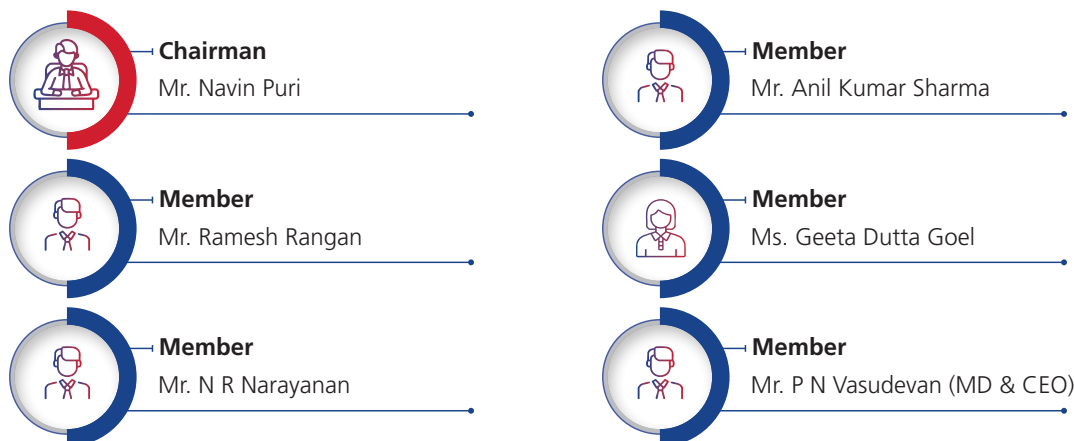 Chairman
Mr. Navin Puri
Member
Mr. Anil Kumar Sharma
Member
Mr. Ramesh Rangan
Member
Ms. Geeta Dutta Goel
Member
Mr. N R Narayanan
Member
Mr. P N Vasudevan (MD & CEO)